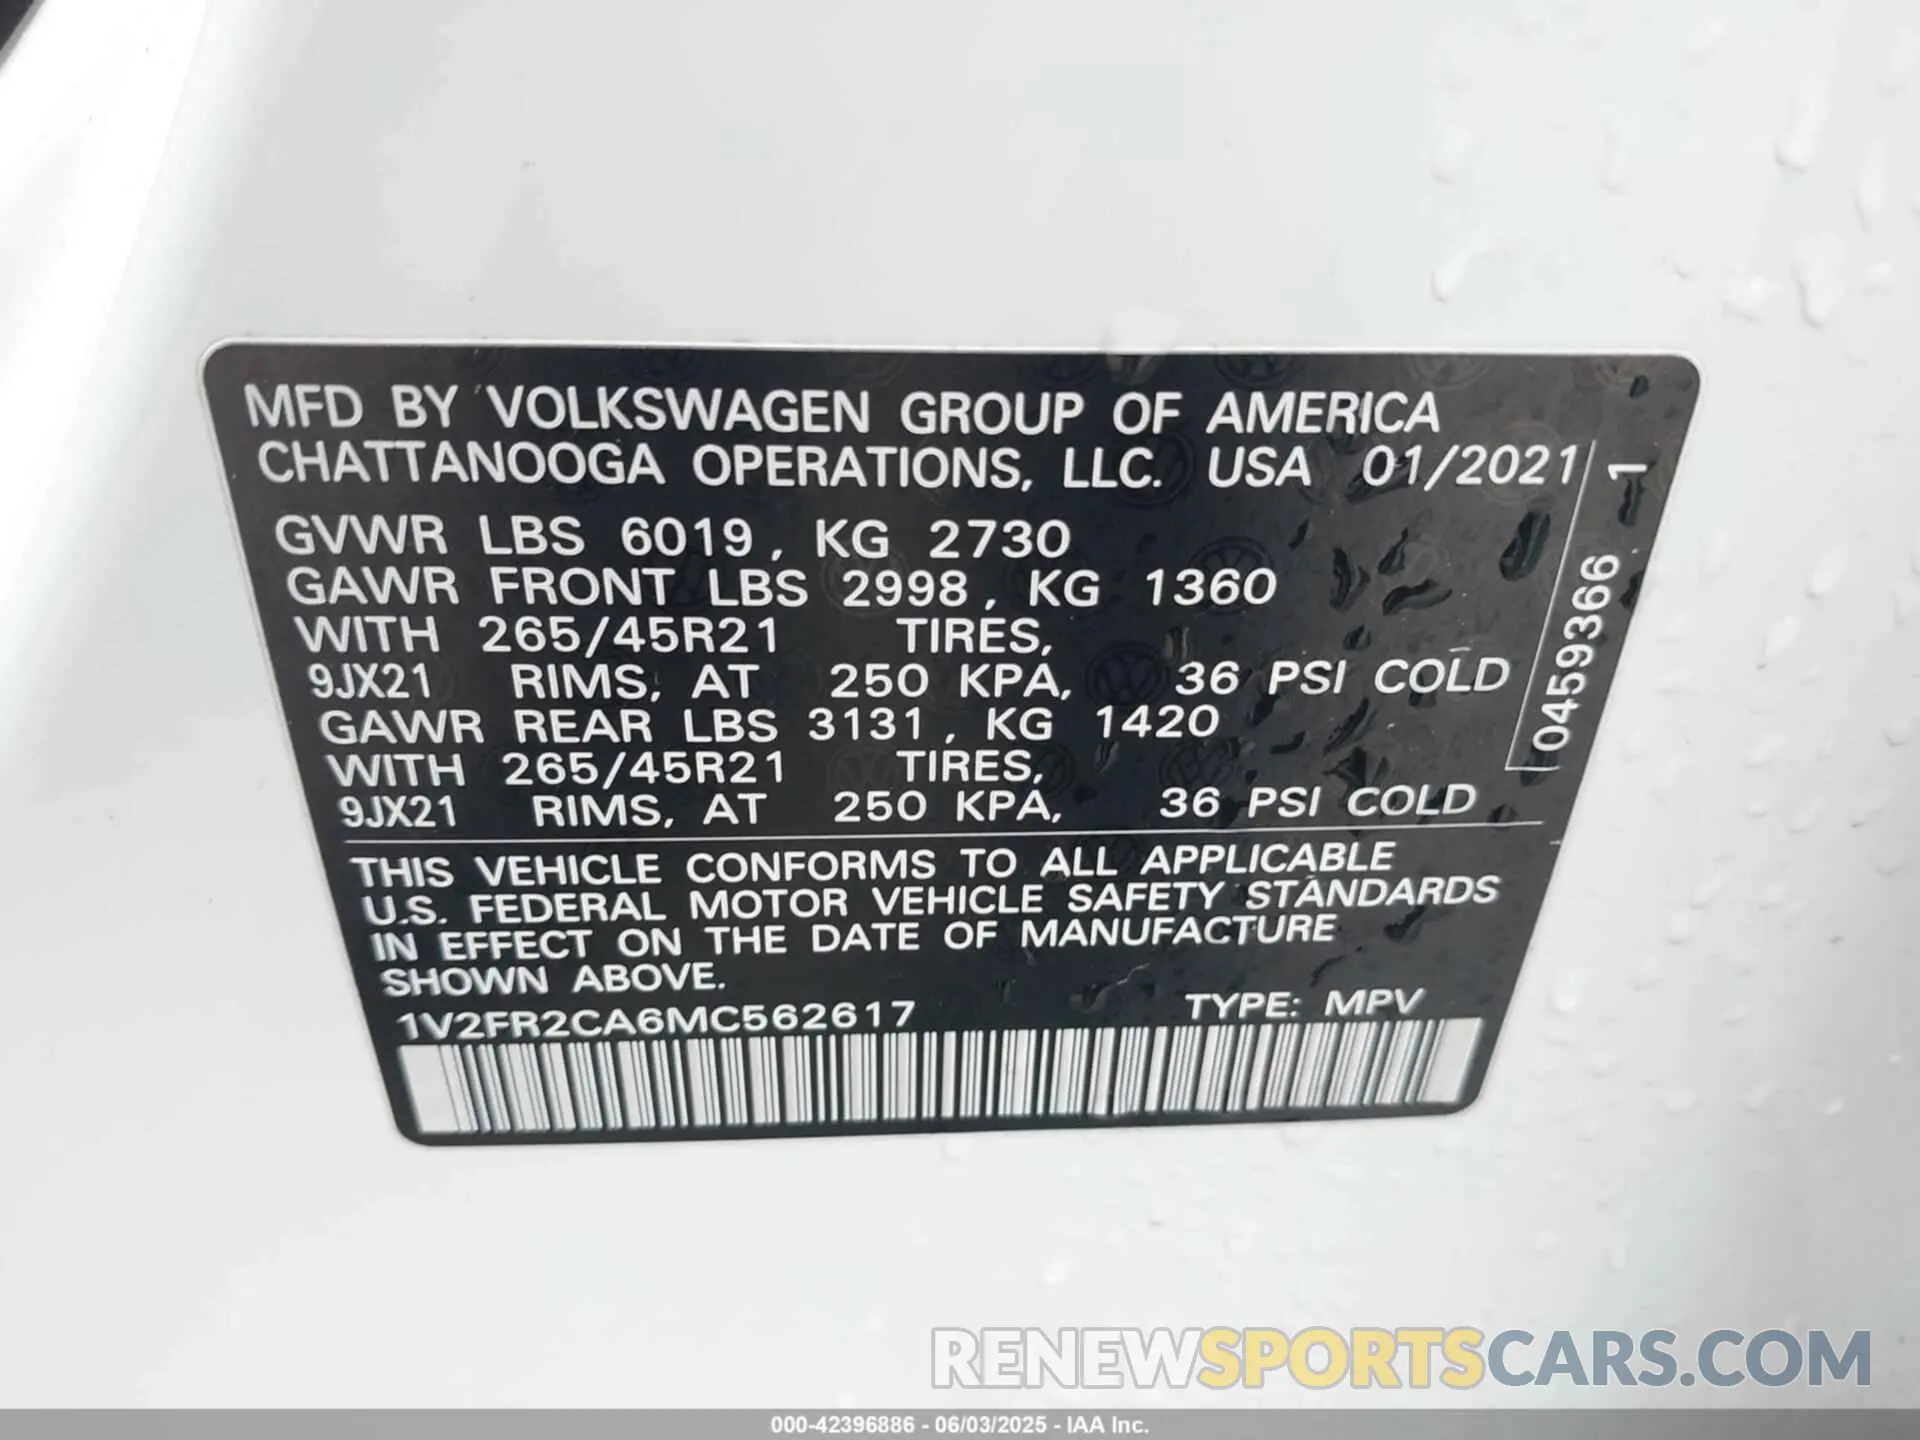 MFD BY VOLKSWAGEN GROUP OF AMERICA
CHATTANOOGA OPERATIONS, LLC. USA 01/2021
GVWR LBS 6019, KG 2730
GAWR FRONT LBS 2998, KG 1360
WITH 265/45R21 TIRES,
9JX21 RIMS, AT 250 KPA, 36 PSI COLD
GAWR REAR LBS 3131, KG 1420
WITH 265/45R21 TIRES,
9JX21 RIMS, AT 250 KPA, 36 PSI COLD
0459366 1
THIS VEHICLE CONFORMS TO ALL APPLICABLE
U.S. FEDERAL MOTOR VEHICLE SAFETY STANDARDS
IN EFFECT ON THE DATE OF MANUFACTURE
SHOWN ABOVE.
1V2FR2CA6MC562617 TYPE: MPV
RENEWSPORTSCARS.COM
000-42396886 - 06/03/2025 - IAA Inc.